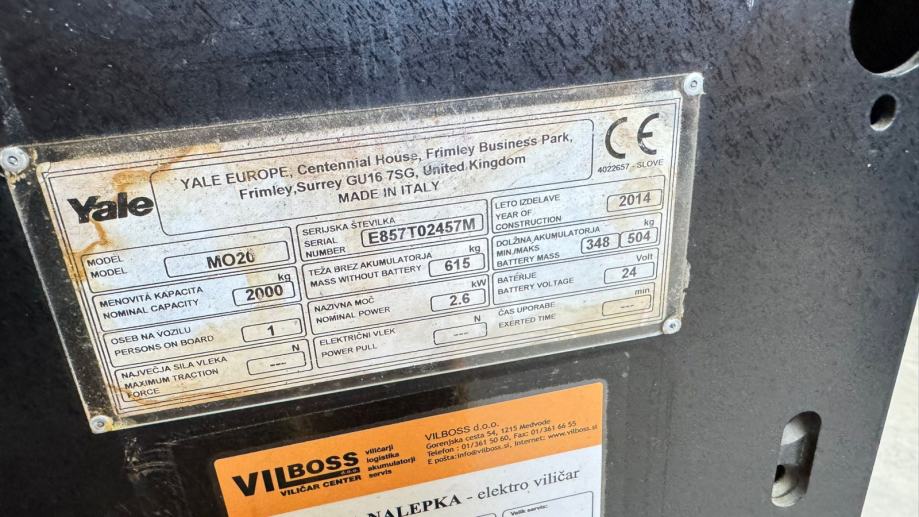 YALE EUROPE, Centennial House, Frimley Business Park,
Frimley,Surrey GU16 7SG, United Kingdom
MADE IN ITALY
CE
4022657 - SLOVE
Yale
MODEL
MODEL
MO20
SERIJSKA ŠTEVILKA
SERIAL
NUMBER
E857T02457M
LETO IZDELAVE
YEAR OF
CONSTRUCTION
2014
MENOVITÁ KAPACITA
NOMINAL CAPACITY
kg
2000
TEŽA BREZ AKUMULATORJA
MASS WITHOUT BATTERY
kg
615
DOLŽINA AKUMULATORJA
MIN./MAKS
BATTERY MASS
kg
348
504
OSEB NA VOZILU
PERSONS ON BOARD
1
NAZIVNA MOČ
NOMINAL POWER
kW
2.6
BATÉRIE
BATTERY VOLTAGE
Volt
24
NAJVEČJA SILA VLEKA
MAXIMUM TRACTION
FORCE
N
---
ELEKTRIČNI VLEK
POWER PULL
N
---
ČAS UPORABE
EXERTED TIME
min
---
VILBOSS d.o.o.
VILIČAR CENTER
viličarji
logistika
akumulatorji
servis
VILBOSS d.o.o.
Gorenjska cesta 54, 1215 Medvode
Telefon : 01/361 50 60, Fax: 01/361 66 55
E pošta:info@vilboss.si, Internet: www.vilboss.si
NALEPKA - elektro viličar
Velik servis: